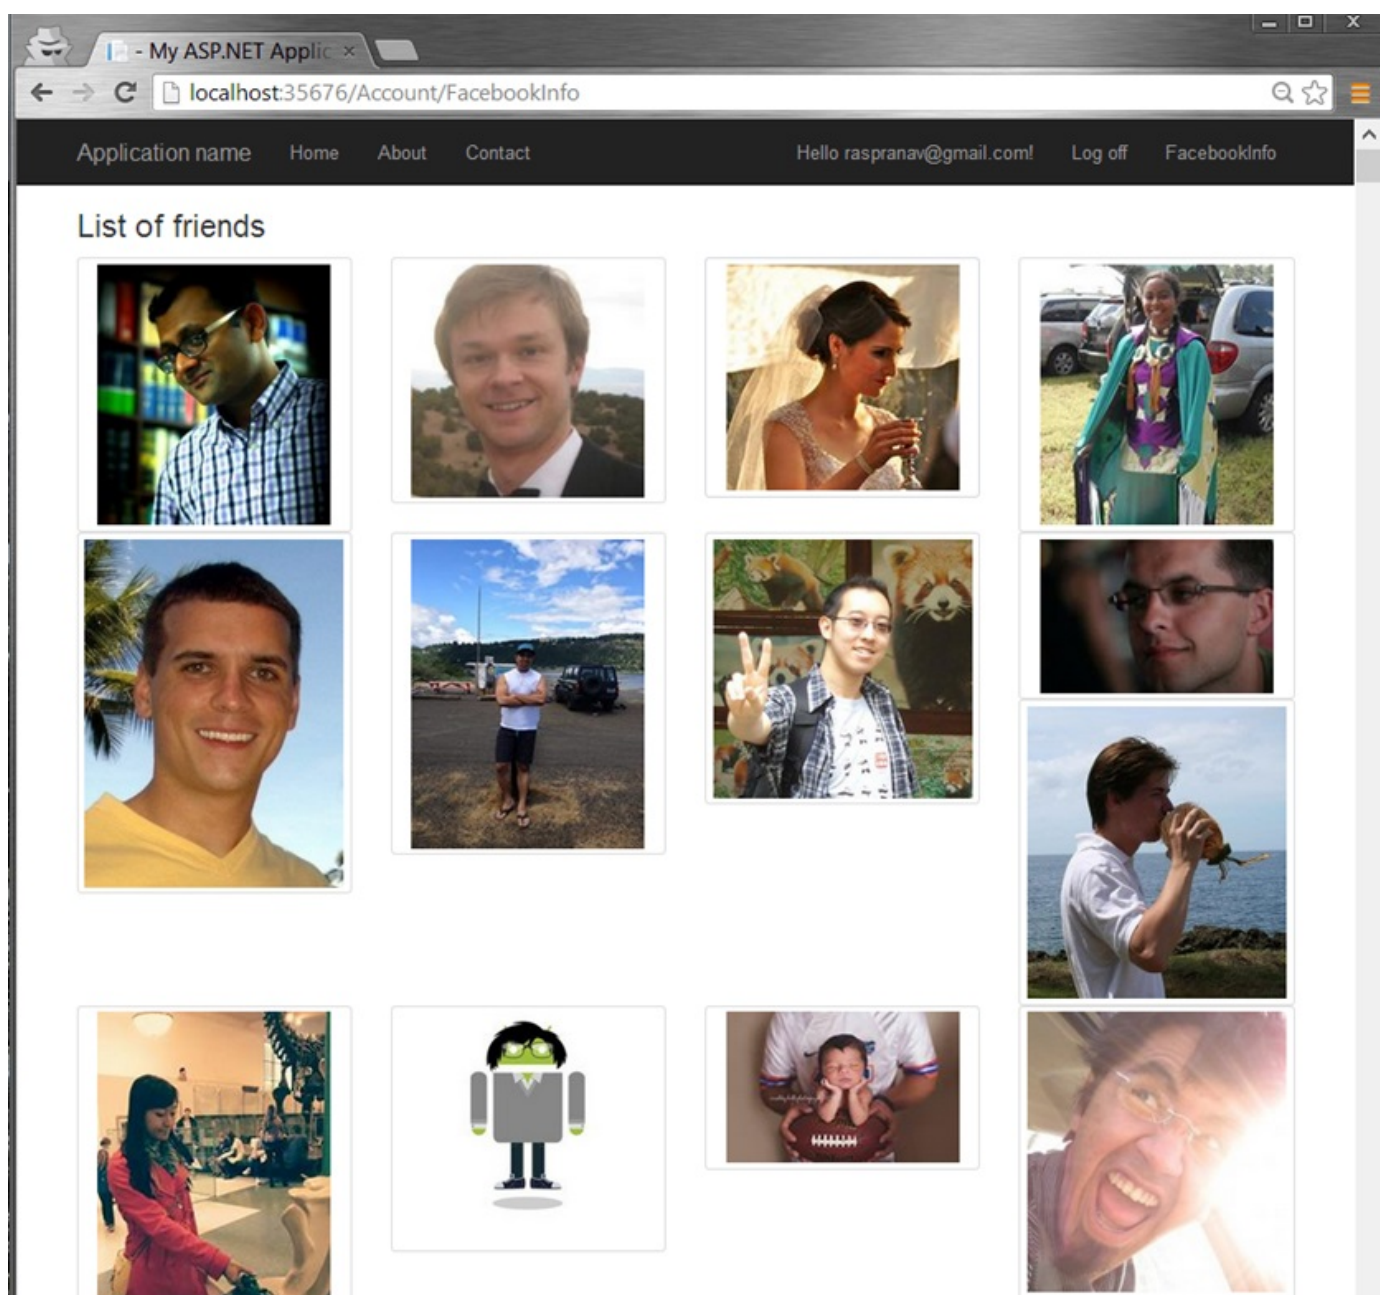 - My ASP.NET Applic
localhost:35676/Account/FacebookInfo
Application name Home About Contact Hello raspranav@gmail.com! Log off FacebookInfo
List of friends